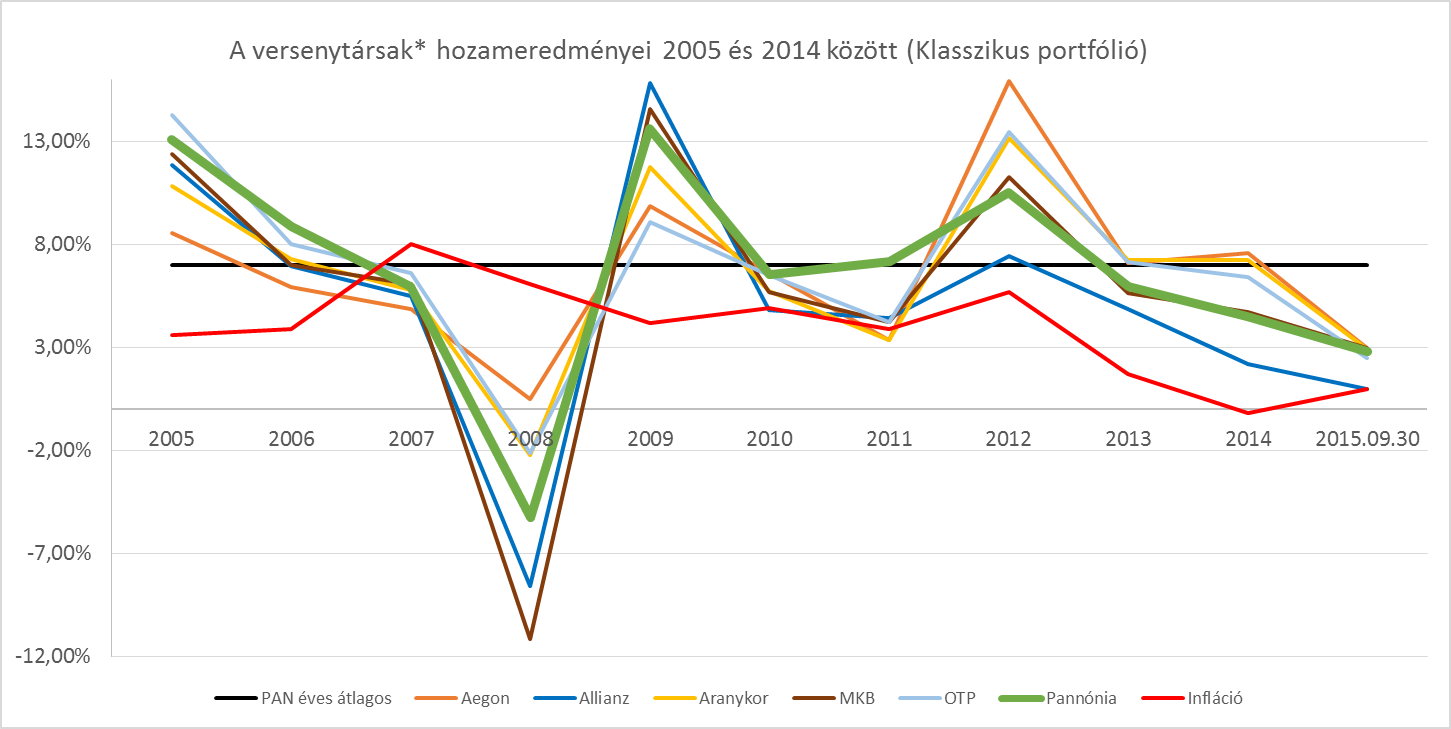 A versenytársak* hozameredményei 2005 és 2014 között (Klasszikus portfólió)
13,00%
8,00%
3,00%
2005 2006 2007 2008 2009 2010 2011 2012 2013 2014 2015.09.30
-2,00%
-7,00%
-12,00%
PAN éves átlagos Aegon Allianz Aranykor MKB OTP Pannónia Infláció